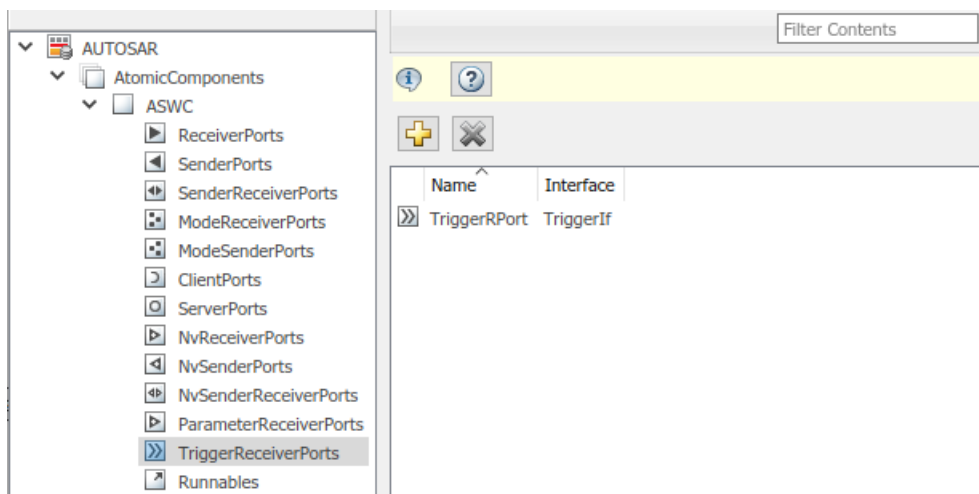 AUTOSAR
AtomicComponents
ASWC
ReceiverPorts
SenderPorts
SenderReceiverPorts
ModeReceiverPorts
ModeSenderPorts
ClientPorts
ServerPorts
NvReceiverPorts
NvSenderPorts
NvSenderReceiverPorts
ParameterReceiverPorts
TriggerReceiverPorts
Runnables
Filter Contents
Name Interface
TriggerRPort TriggerIf